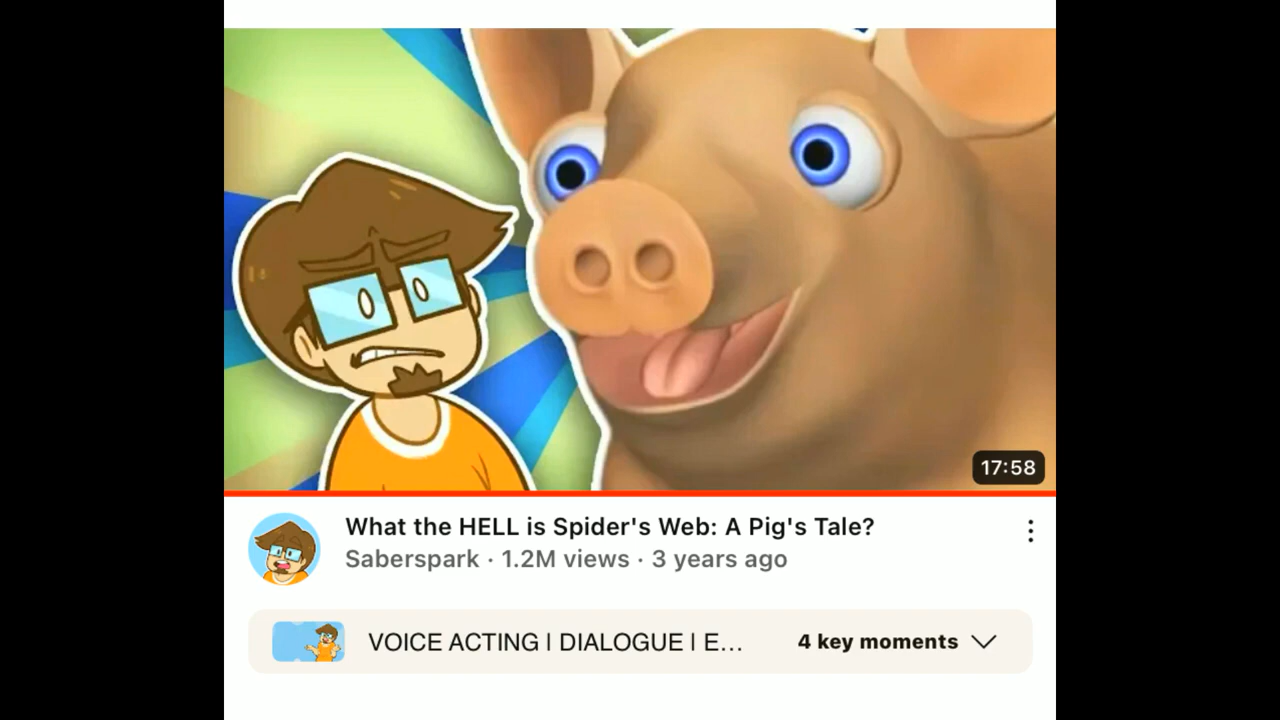 17:58
What the HELL is Spider's Web: A Pig's Tale?
Saberspark · 1.2M views · 3 years ago
VOICE ACTING | DIALOGUE | E... 4 key moments